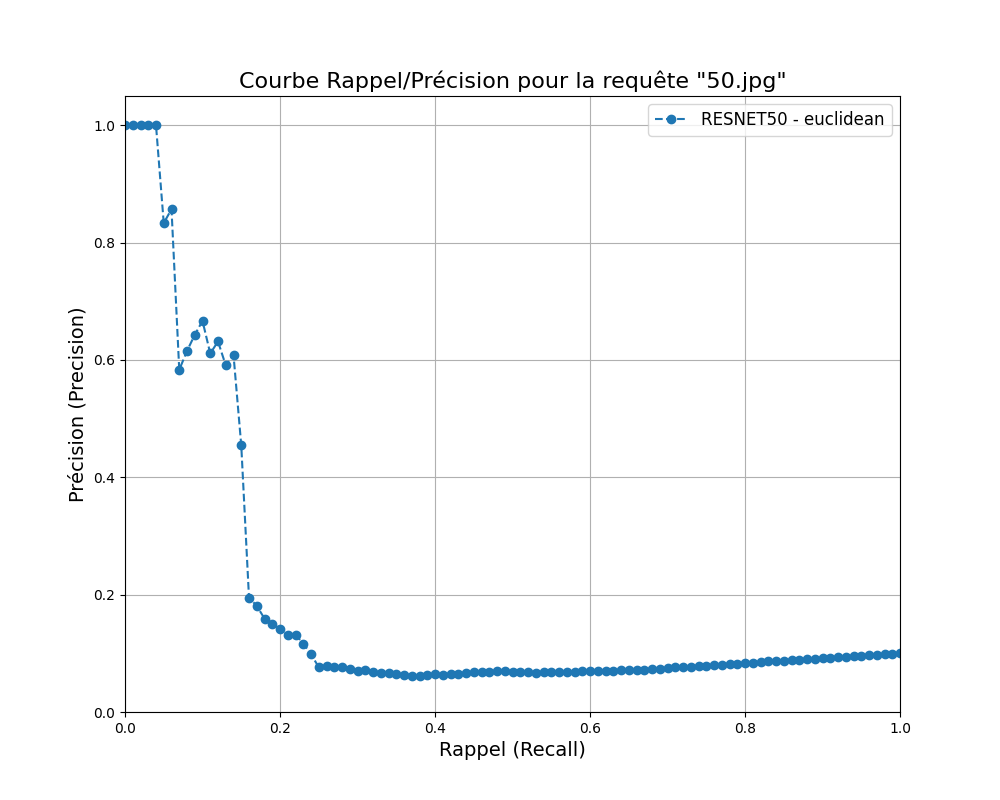 Courbe Rappel/Précision pour la requête "50.jpg"
RESNET50 - euclidean
1.0
0.8
0.6
0.4
0.2
0.0
Précision (Precision)
0.0 0.2 0.4 0.6 0.8 1.0
Rappel (Recall)